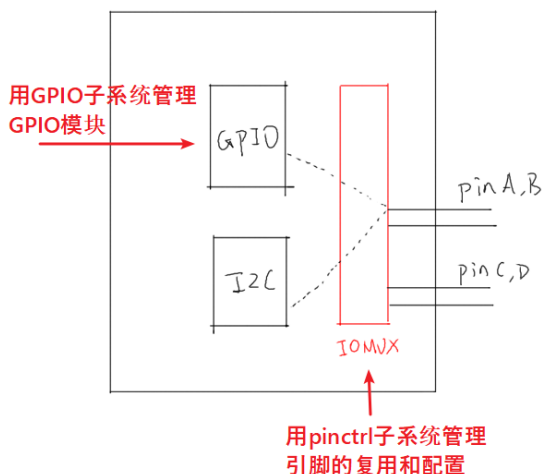 用GPIO子系统管理
GPIO模块
GPIO
pinA,B
I2C
pinC,D
IOMUX
用pinctrl子系统管理
引脚的复用和配置